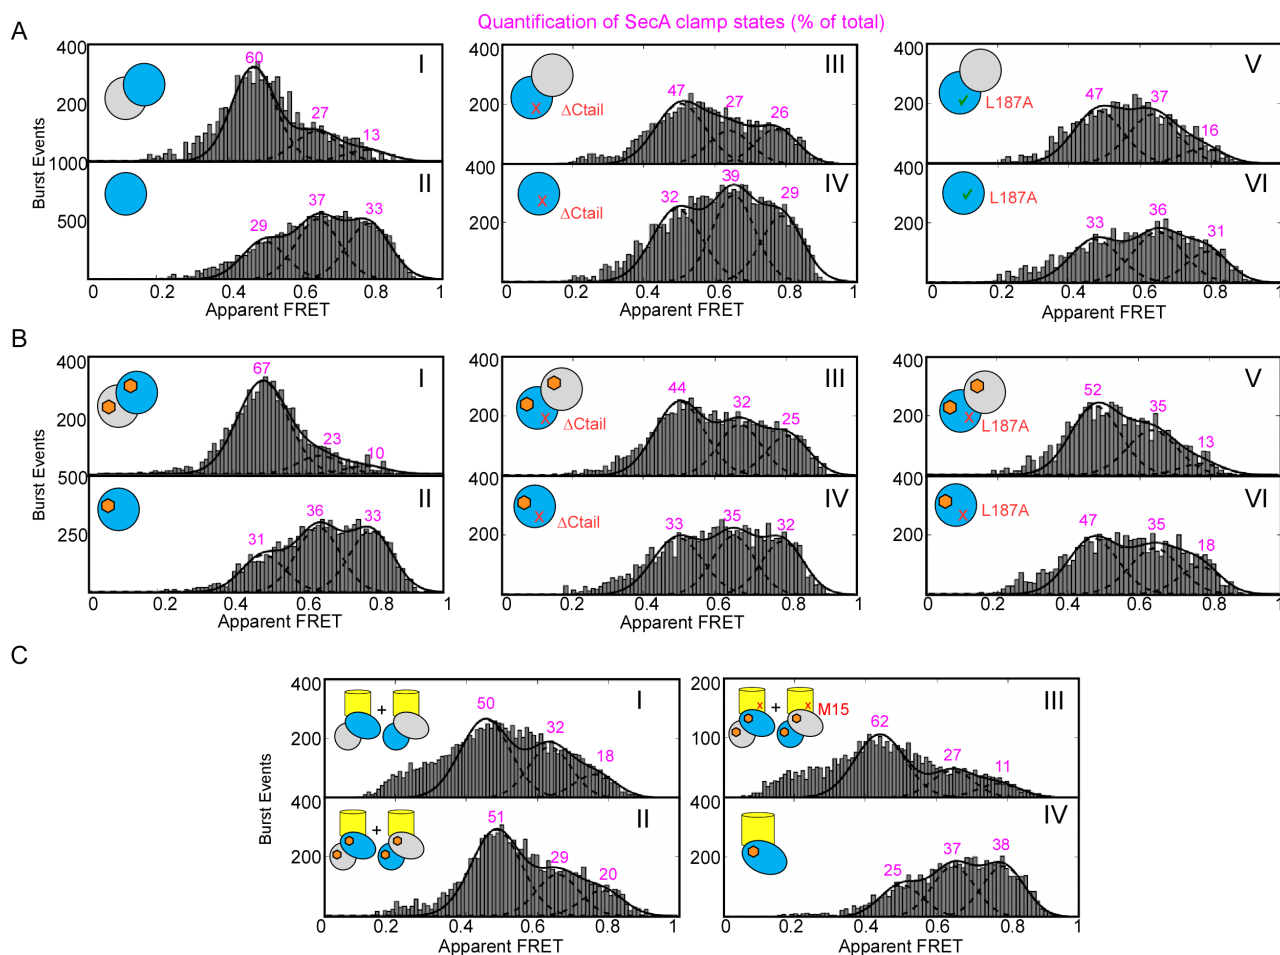 Quantification of SecA clamp states (% of total)
A
400
200
1000
500
Burst Events
I
60
27
13
II
29
37
33
0 0.2 0.4 0.6 0.8 1
Apparent FRET
400
200
400
200
III
x ΔCtail
47
27
26
IV
x ΔCtail
32
39
29
0 0.2 0.4 0.6 0.8 1
Apparent FRET
400
200
400
200
V
✓ L187A
47
37
16
VI
✓ L187A
33
36
31
0 0.2 0.4 0.6 0.8 1
Apparent FRET
B
400
200
500
250
Burst Events
I
67
23
10
II
31
36
33
0 0.2 0.4 0.6 0.8 1
Apparent FRET
400
200
400
200
III
x ΔCtail
44
32
25
IV
x ΔCtail
33
35
32
0 0.2 0.4 0.6 0.8 1
Apparent FRET
400
200
400
200
V
x L187A
52
35
13
VI
x L187A
47
35
18
0 0.2 0.4 0.6 0.8 1
Apparent FRET
C
400
200
400
200
Burst Events
I
+
50
32
18
II
+
51
29
20
0 0.2 0.4 0.6 0.8 1
Apparent FRET
200
100
400
200
III
x + x M15
62
27
11
IV
25
37
38
0 0.2 0.4 0.6 0.8 1
Apparent FRET